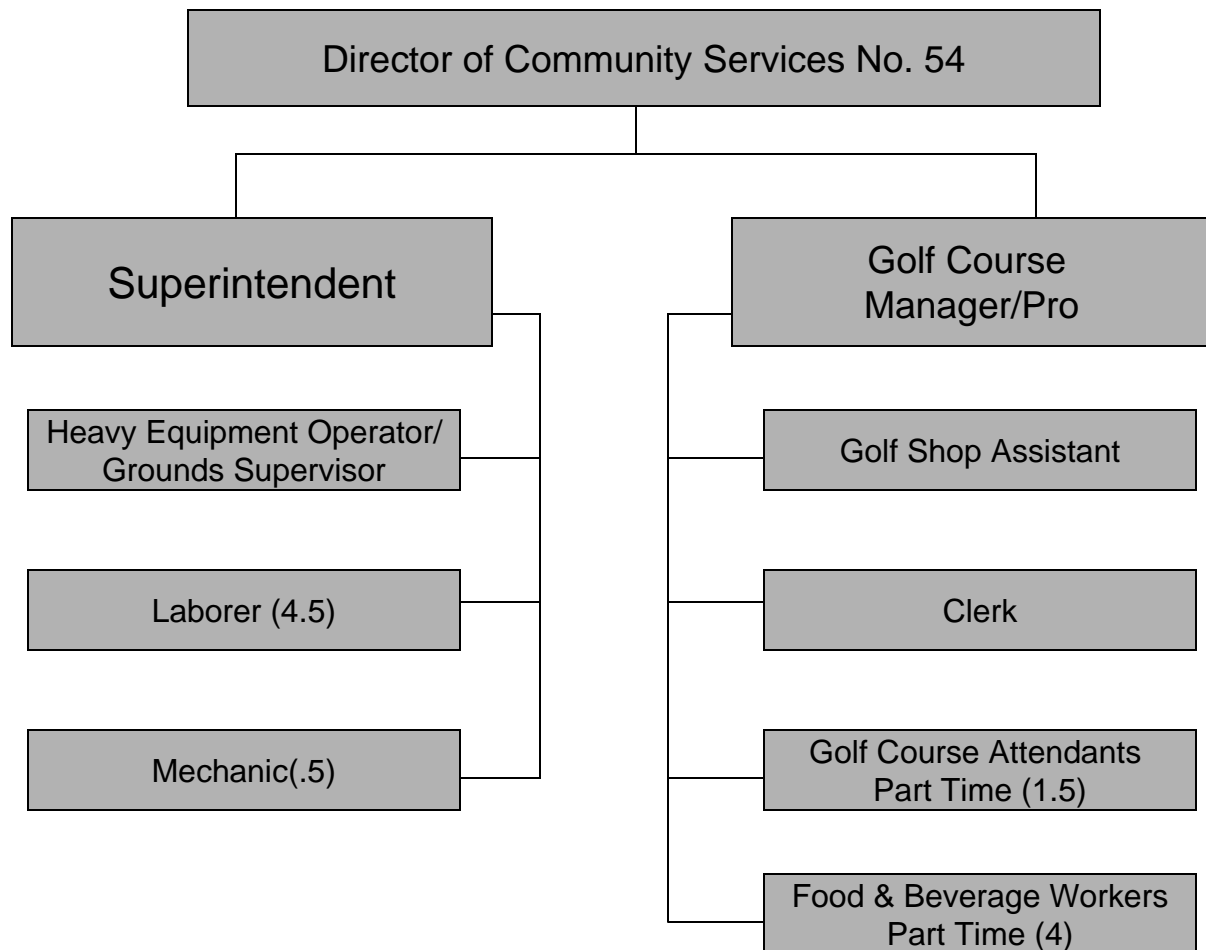 Director of Community Services No. 54
Superintendent
Golf Course
Manager/Pro
Heavy Equipment Operator/
Grounds Supervisor
Laborer (4.5)
Mechanic(.5)
Golf Shop Assistant
Clerk
Golf Course Attendants
Part Time (1.5)
Food & Beverage Workers
Part Time (4)